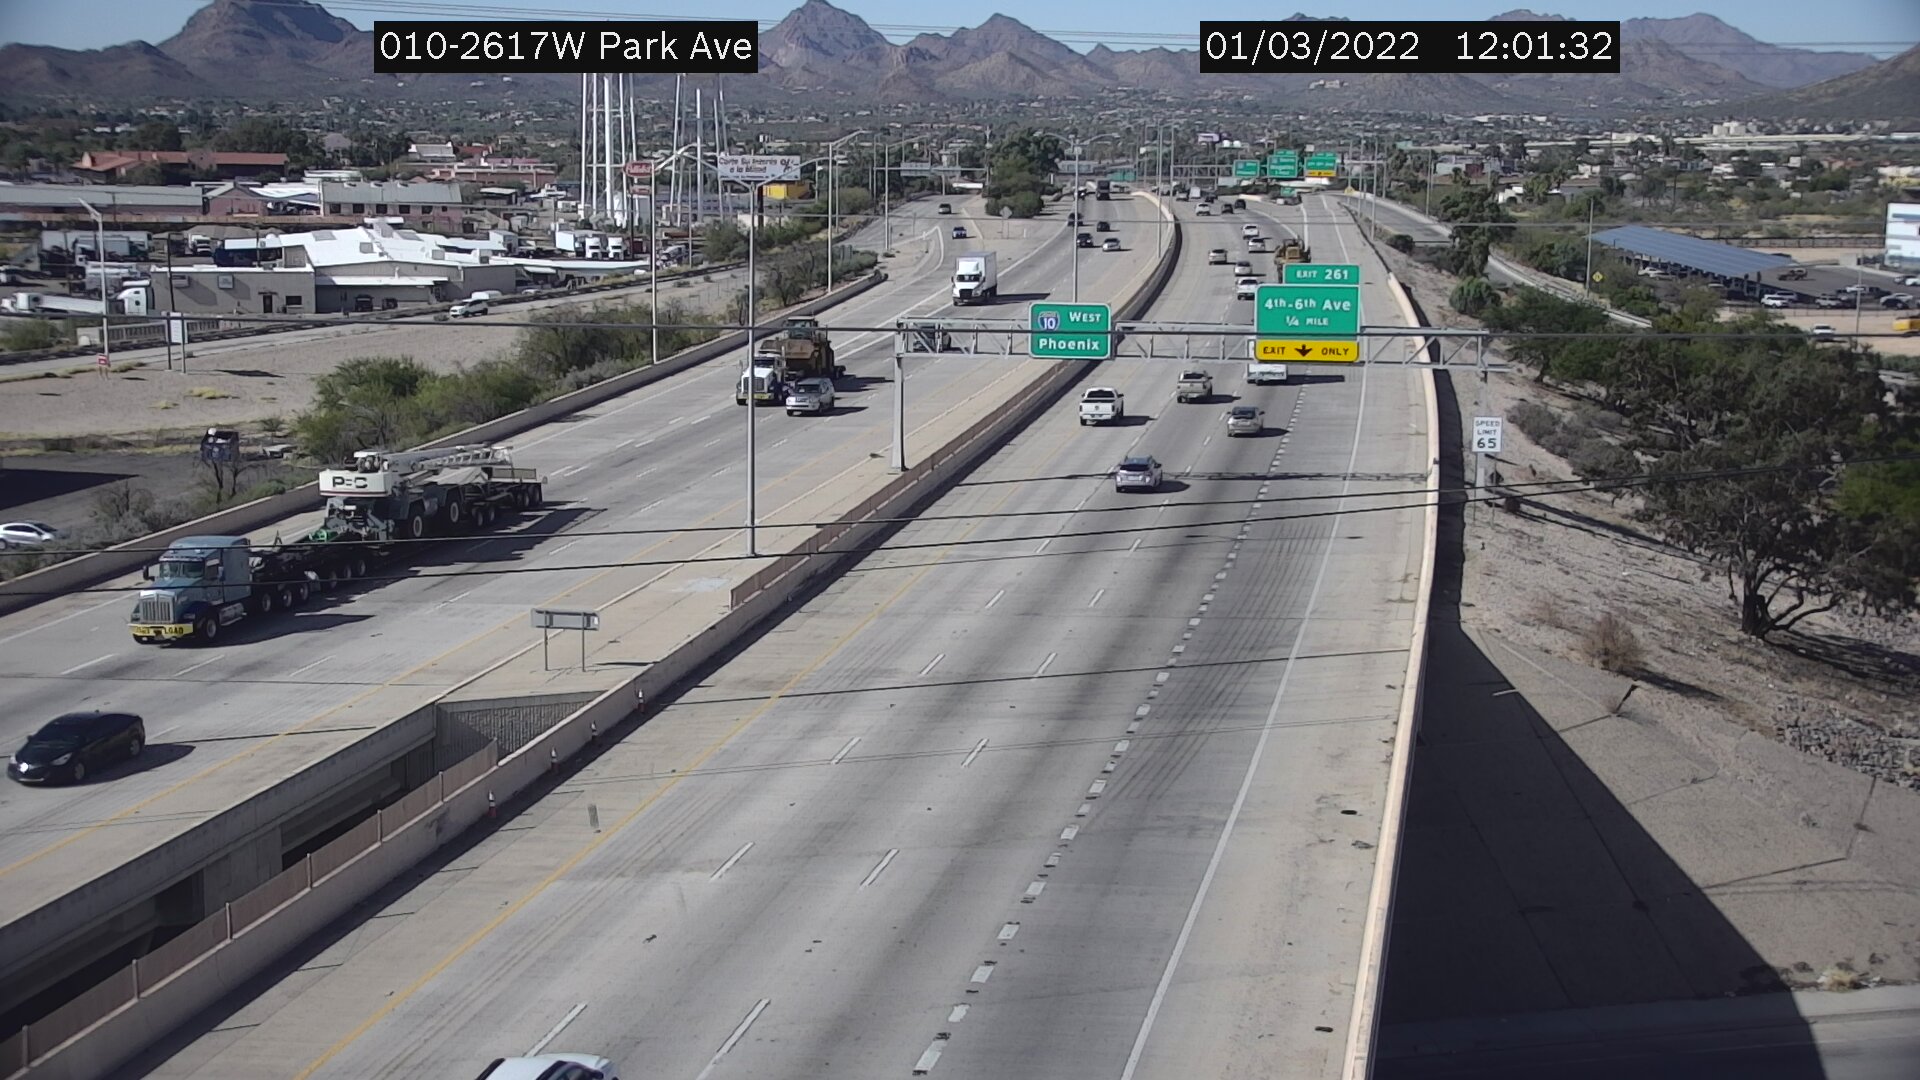 010-2617W Park Ave
01/03/2022 12:01:32
EXIT 261
4th-6th Ave
1/4 MILE
EXIT ONLY
WEST
10
Phoenix
SPEED
LIMIT
65
P&C
LOAD